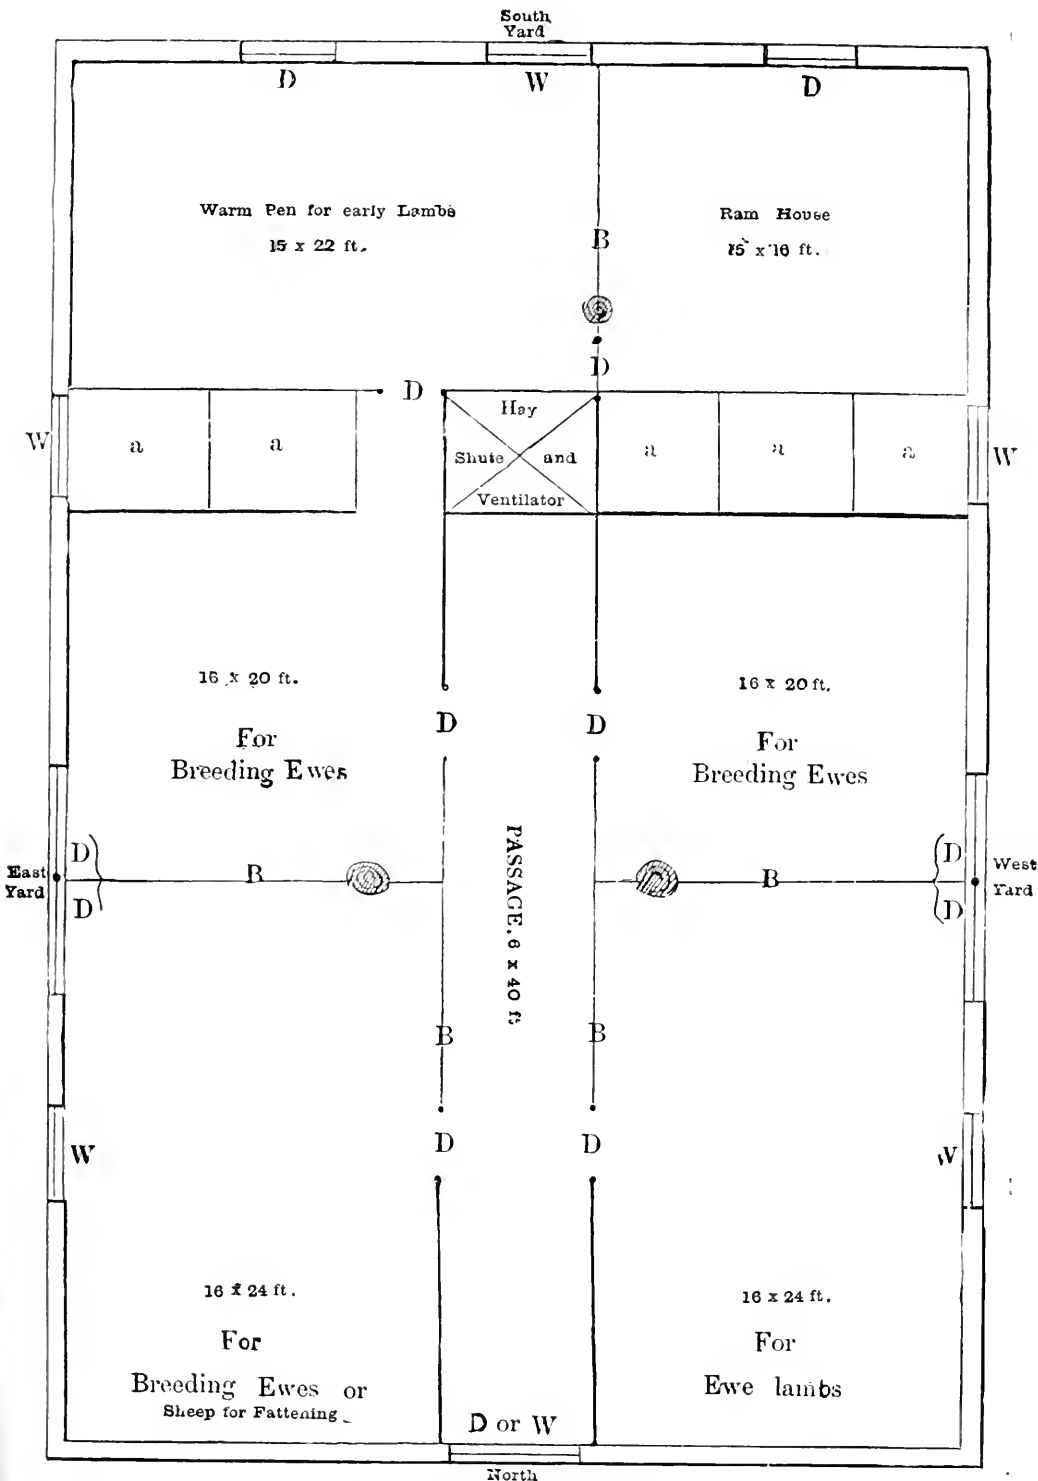 South
Yard
D
W
D
Warm Pen for early Lambs
15 x 22 ft.
Ram House
15 x 16 ft.
B
D
D
W
a
a
Hay
Shute and
Ventilator
a
a
a
W
16 x 20 ft.
For
Breeding Ewes
16 x 20 ft.
For
Breeding Ewes
D
D
PASSAGE, 6 x 40 ft
East
Yard
D
D
B
B
D
D
West
Yard
B
B
W
D
D
W
16 x 24 ft.
For
Breeding Ewes or
Sheep for Fattening
16 x 24 ft.
For
Ewe lambs
D or W
North